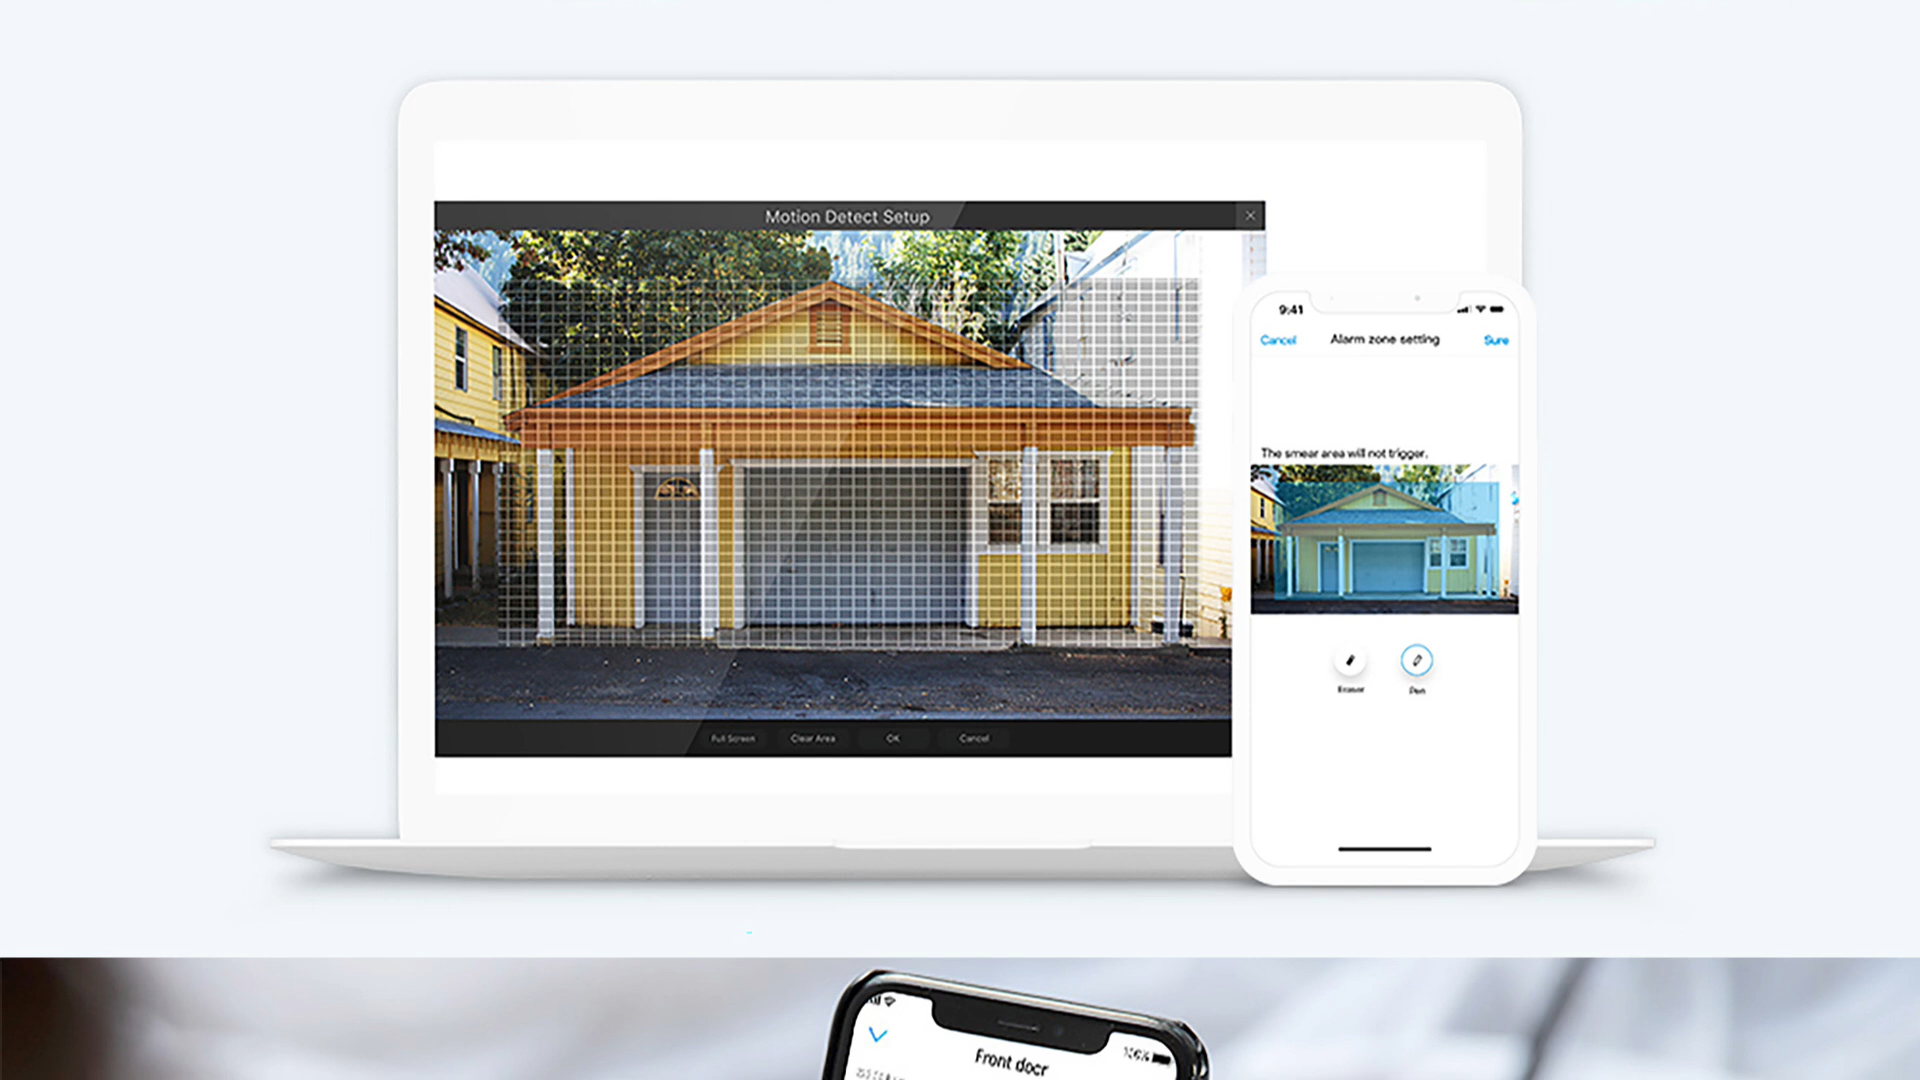 Motion Detect Setup
9:41
Cancel
Alarm zone setting
Sure
The smear area will not trigger.
Eraser
Pen
Full Screen
Clear Area
OK
Cancel
100%
Front door